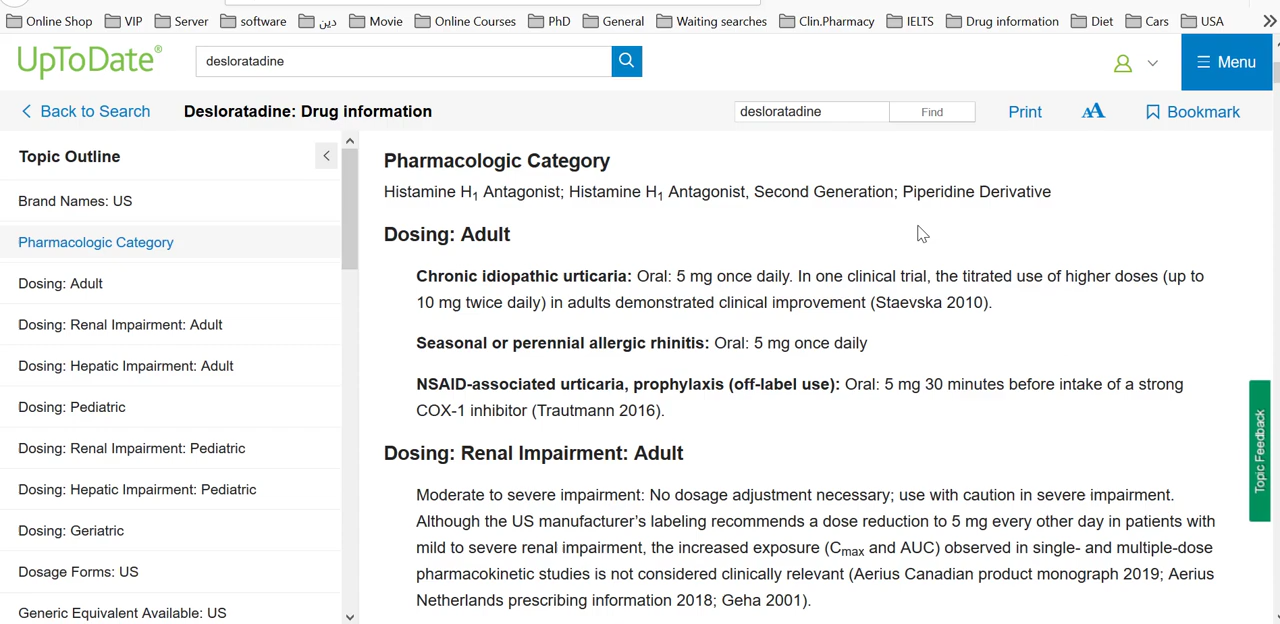 Online Shop VIP Server software دین Movie Online Courses PhD General Waiting searches Clin.Pharmacy IELTS Drug information Diet Cars USA
UpToDate® desloratadine Menu
Back to Search Desloratadine: Drug information desloratadine Find Print AA Bookmark
Topic Outline
Brand Names: US
Pharmacologic Category
Dosing: Adult
Dosing: Renal Impairment: Adult
Dosing: Hepatic Impairment: Adult
Dosing: Pediatric
Dosing: Renal Impairment: Pediatric
Dosing: Hepatic Impairment: Pediatric
Dosing: Geriatric
Dosage Forms: US
Generic Equivalent Available: US
Pharmacologic Category
Histamine H1 Antagonist; Histamine H1 Antagonist, Second Generation; Piperidine Derivative
Dosing: Adult
Chronic idiopathic urticaria: Oral: 5 mg once daily. In one clinical trial, the titrated use of higher doses (up to
10 mg twice daily) in adults demonstrated clinical improvement (Staevska 2010).
Seasonal or perennial allergic rhinitis: Oral: 5 mg once daily
NSAID-associated urticaria, prophylaxis (off-label use): Oral: 5 mg 30 minutes before intake of a strong
COX-1 inhibitor (Trautmann 2016).
Dosing: Renal Impairment: Adult
Moderate to severe impairment: No dosage adjustment necessary; use with caution in severe impairment.
Although the US manufacturer's labeling recommends a dose reduction to 5 mg every other day in patients with
mild to severe renal impairment, the increased exposure (Cmax and AUC) observed in single- and multiple-dose
pharmacokinetic studies is not considered clinically relevant (Aerius Canadian product monograph 2019; Aerius
Netherlands prescribing information 2018; Geha 2001).
Topic Feedback